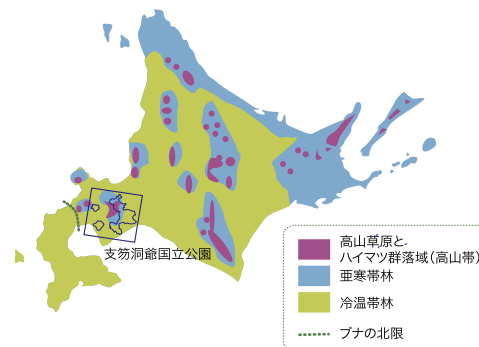 支笏洞爺国立公園
高山草原と、
ハイマツ群落域(高山帯)
亜寒帯林
冷温帯林
ブナの北限